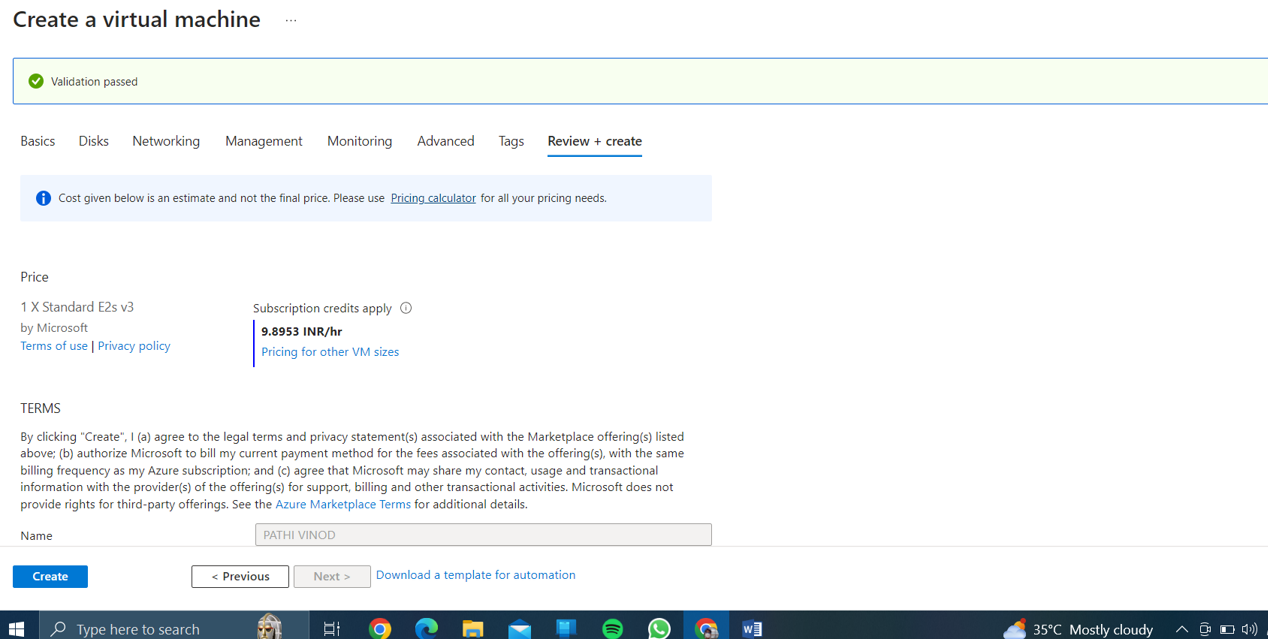 Create a virtual machine ...
Validation passed
Basics Disks Networking Management Monitoring Advanced Tags Review + create
Cost given below is an estimate and not the final price. Please use Pricing calculator for all your pricing needs.
Price
1 X Standard E2s v3
by Microsoft
Terms of use | Privacy policy
Subscription credits apply
9.8953 INR/hr
Pricing for other VM sizes
TERMS
By clicking "Create", I (a) agree to the legal terms and privacy statement(s) associated with the Marketplace offering(s) listed
above; (b) authorize Microsoft to bill my current payment method for the fees associated with the offering(s), with the same
billing frequency as my Azure subscription; and (c) agree that Microsoft may share my contact, usage and transactional
information with the provider(s) of the offering(s) for support, billing and other transactional activities. Microsoft does not
provide rights for third-party offerings. See the Azure Marketplace Terms for additional details.
Name PATHI VINOD
Create < Previous Next > Download a template for automation
Type here to search 35°C Mostly cloudy